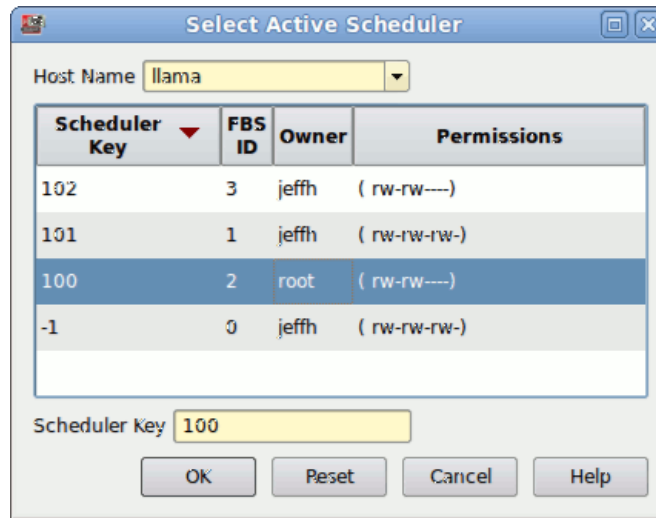 Select Active Scheduler
Host Name llama
Scheduler Key FBS ID Owner Permissions
102 3 jeffh ( rw-rw----)
101 1 jeffh ( rw-rw-rw-)
100 2 root ( rw-rw----)
-1 0 jeffh ( rw-rw-rw-)
Scheduler Key 100
OK Reset Cancel Help